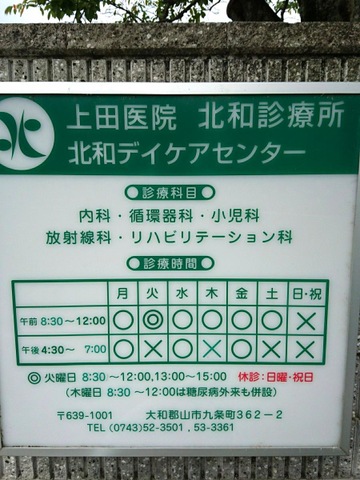 上田医院 北和診療所
北和デイケアセンター
診療科目
内科・循環器科・小児科
放射線科・リハビリテーション科
診療時間
月 火 水 木 金 土 日・祝
午前 8:30～12:00 ○ ◎ ○ ○ ○ ○ ×
午後 4:30～ 7:00 ○ × ○ × ○ × ×
◎火曜日 8:30～12:00,13:00～15:00 休診:日曜・祝日
(木曜日 8:30～12:00は糖尿病外来も併設)
〒639-1001 大和郡山市九条町362-2
TEL (0743)52-3501 , 53-3361